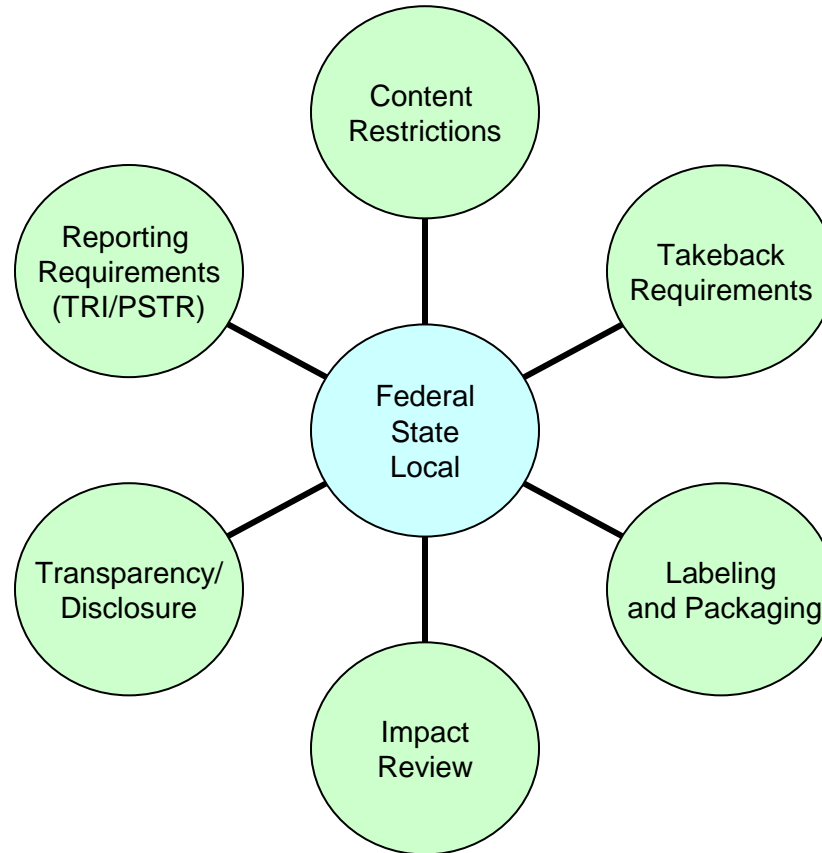 Content
Restrictions
Reporting
Requirements
(TRI/PSTR)
Takeback
Requirements
Federal
State
Local
Transparency/
Disclosure
Labeling
and Packaging
Impact
Review